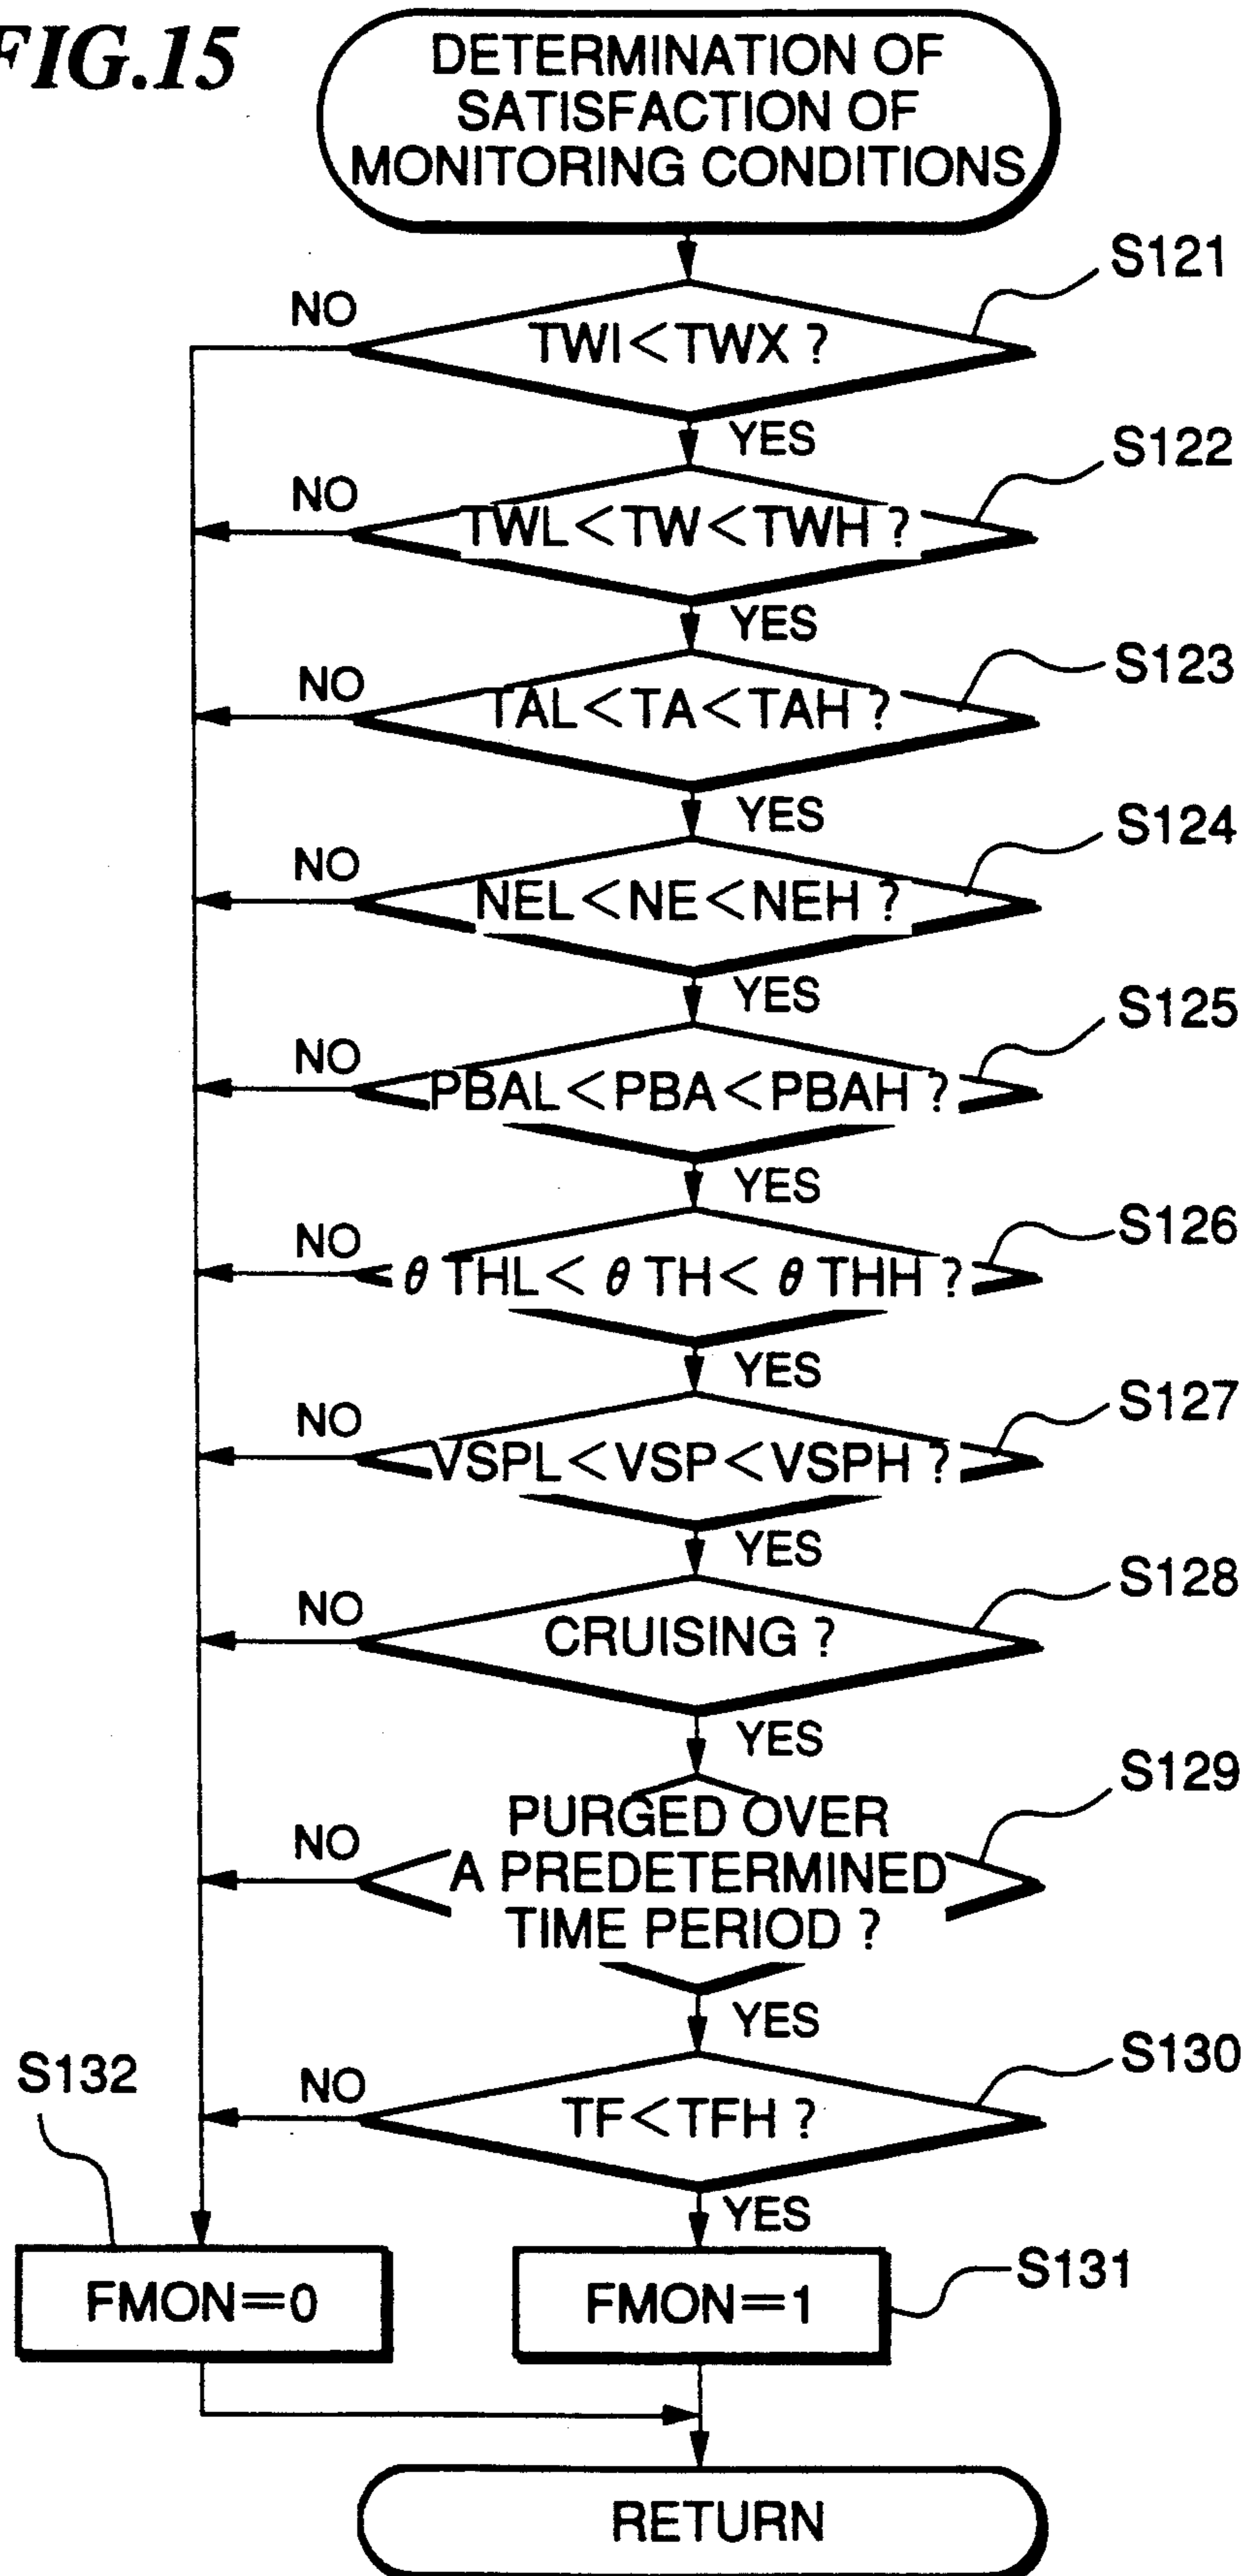 FIG.15
DETERMINATION OF
SATISFACTION OF
MONITORING CONDITIONS
S121
NO
TWI<TWX ?
YES
S122
NO
TWL<TW<TWH ?
YES
S123
NO
TAL<TA<TAH ?
YES
S124
NO
NEL<NE<NEH ?
YES
S125
NO
PBAL<PBA<PBAH ?
YES
S126
NO
θ THL< θ TH< θ THH ?
YES
S127
NO
VSPL<VSP<VSPH ?
YES
S128
NO
CRUISING ?
YES
S129
NO
PURGED OVER
A PREDETERMINED
TIME PERIOD ?
YES
S130
NO
TF<TFH ?
YES
S132
FMON=0
FMON=1
S131
RETURN